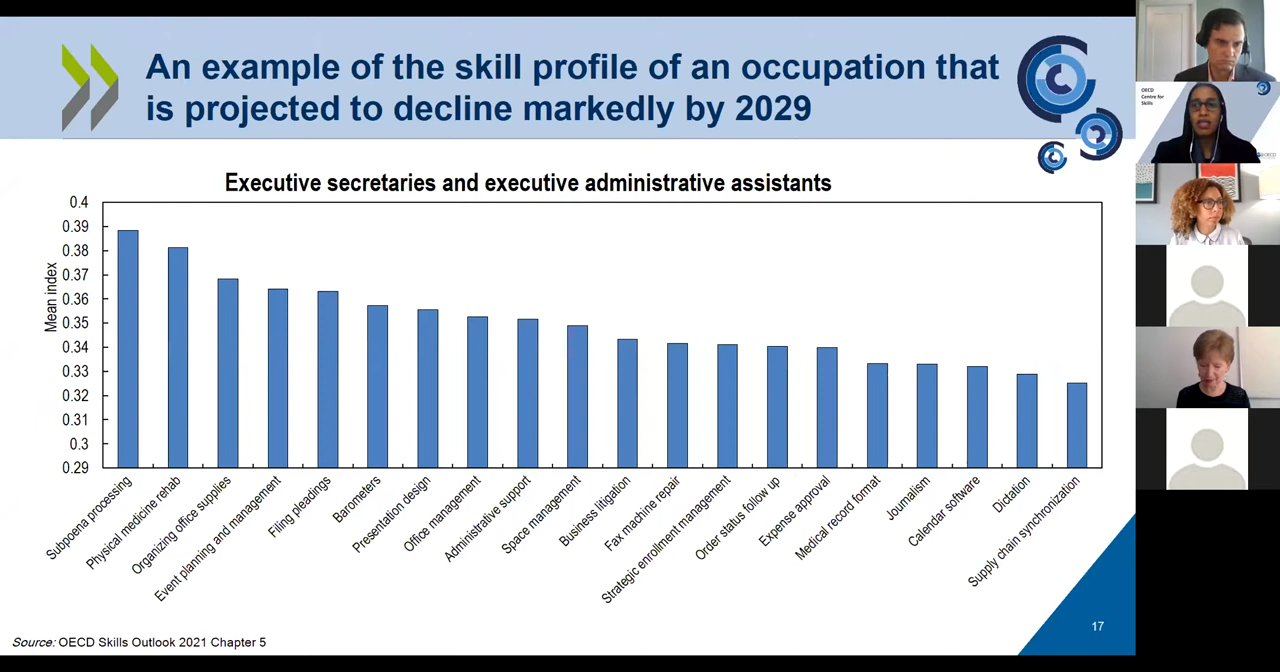 An example of the skill profile of an occupation that
is projected to decline markedly by 2029
Executive secretaries and executive administrative assistants
Mean index
0.4
0.39
0.38
0.37
0.36
0.35
0.34
0.33
0.32
0.31
0.3
0.29
Subpoena processing
Physical medicine rehab
Organizing office supplies
Event planning and management
Filing pleadings
Barometers
Presentation design
Office management
Administrative support
Space management
Business litigation
Fax machine repair
Strategic enrollment management
Order status follow up
Expense approval
Medical record format
Journalism
Calendar software
Dictation
Supply chain synchronization
Source: OECD Skills Outlook 2021 Chapter 5
17
OECD
Centre for
Skills
OECD